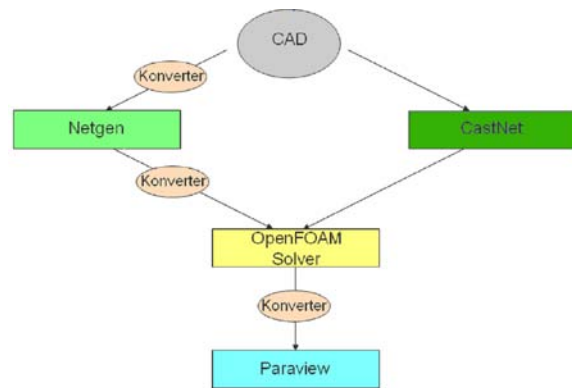 CAD
Konverter
Netgen
CastNet
Konverter
OpenFOAM
Solver
Konverter
Paraview